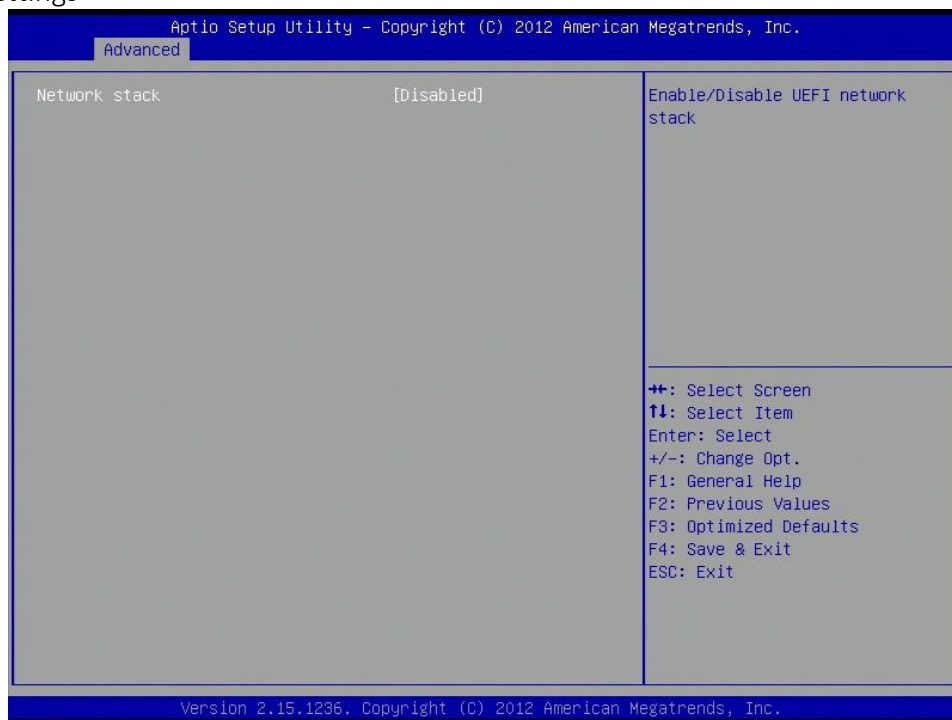 Aptio Setup Utility – Copyright (C) 2012 American Megatrends, Inc.
Advanced
Network stack [Disabled]
Enable/Disable UEFI network
stack
→←: Select Screen
↑↓: Select Item
Enter: Select
+/-: Change Opt.
F1: General Help
F2: Previous Values
F3: Optimized Defaults
F4: Save & Exit
ESC: Exit
Version 2.15.1236. Copyright (C) 2012 American Megatrends, Inc.